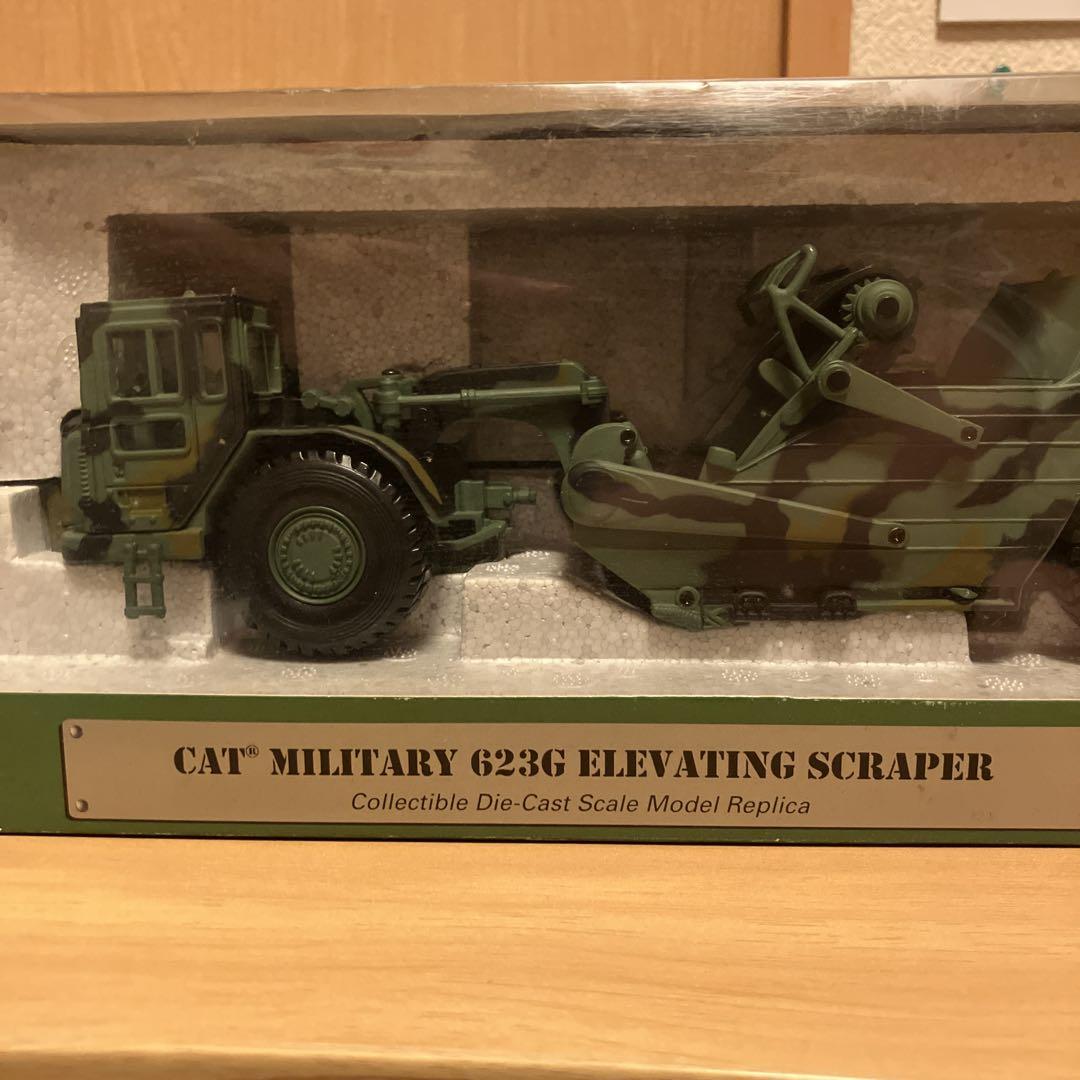 CAT® MILITARY 623G ELEVATING SCRAPER
Collectible Die-Cast Scale Model Replica